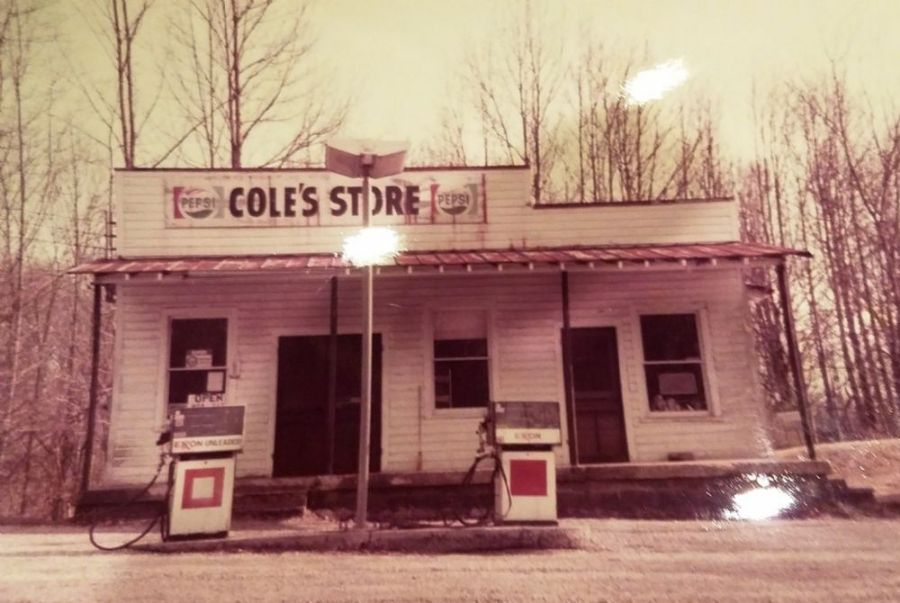 PEPSI COLE'S STORE PEPSI
OPEN
EXXON UNLEADED
EXXON